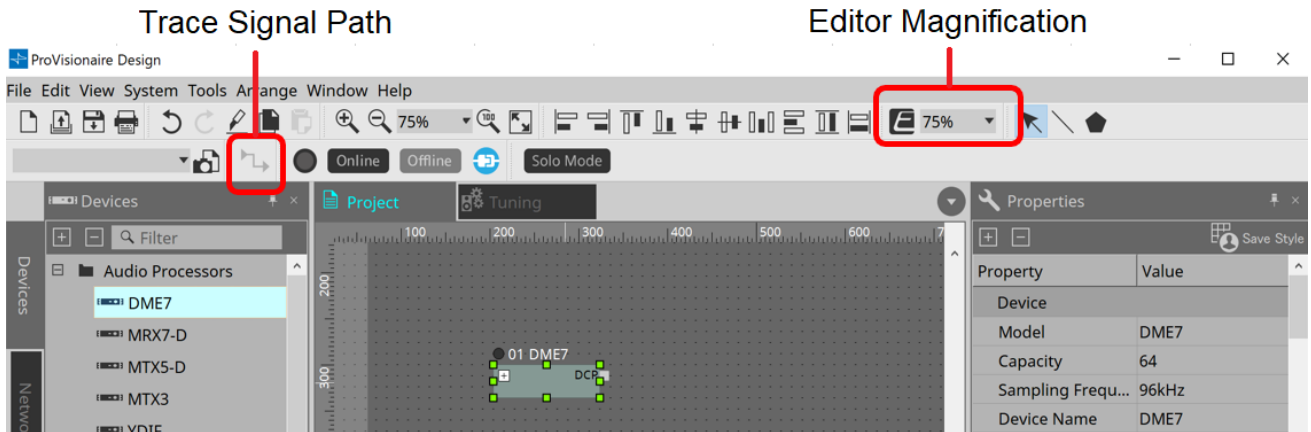 Trace Signal Path
Editor Magnification
ProVisionaire Design
File Edit View System Tools Arrange Window Help
75%
100
75%
Online
Offline
Solo Mode
Devices
Project
Tuning
Properties
Filter
100 200 300 400 500 600
Save Style
Devices
Audio Processors
200
Property Value
DME7
Device
MRX7-D
Model DME7
01 DME7
MTX5-D
DCP
Capacity 64
300
MTX3
Sampling Frequ... 96kHz
Device Name DME7